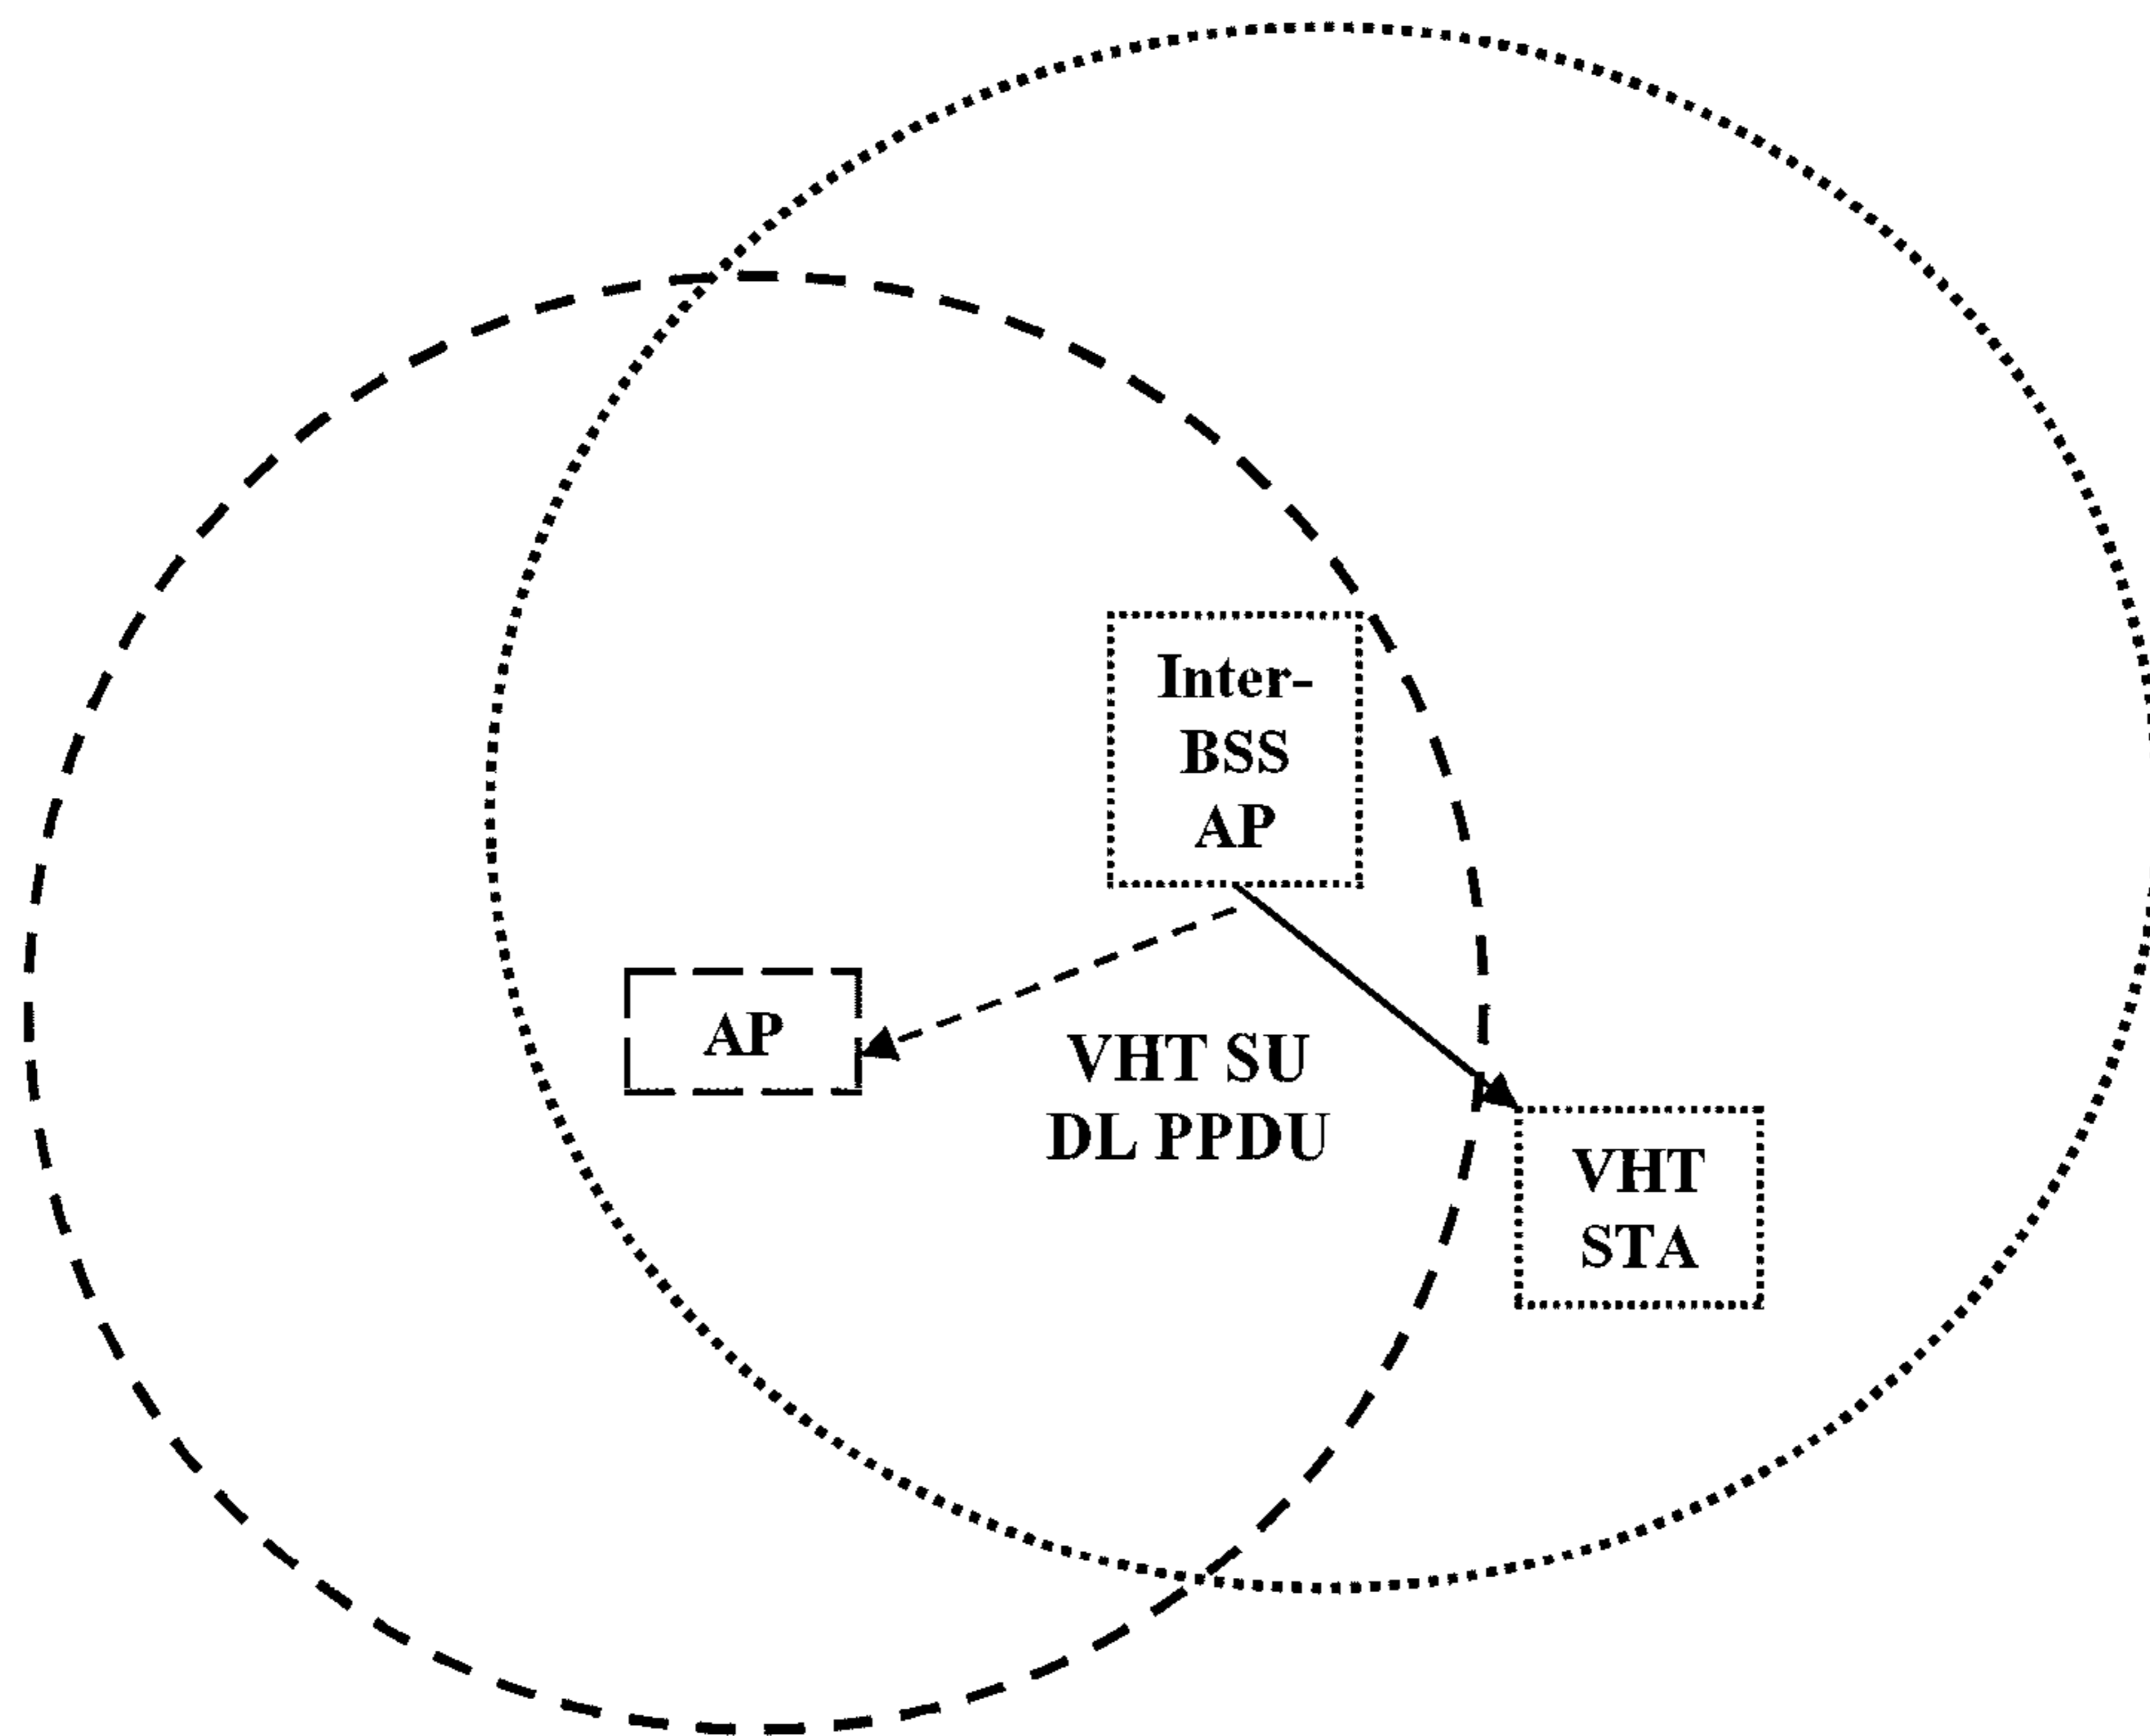 Inter-
BSS
AP
AP
VHT SU
DL PPDU
VHT
STA